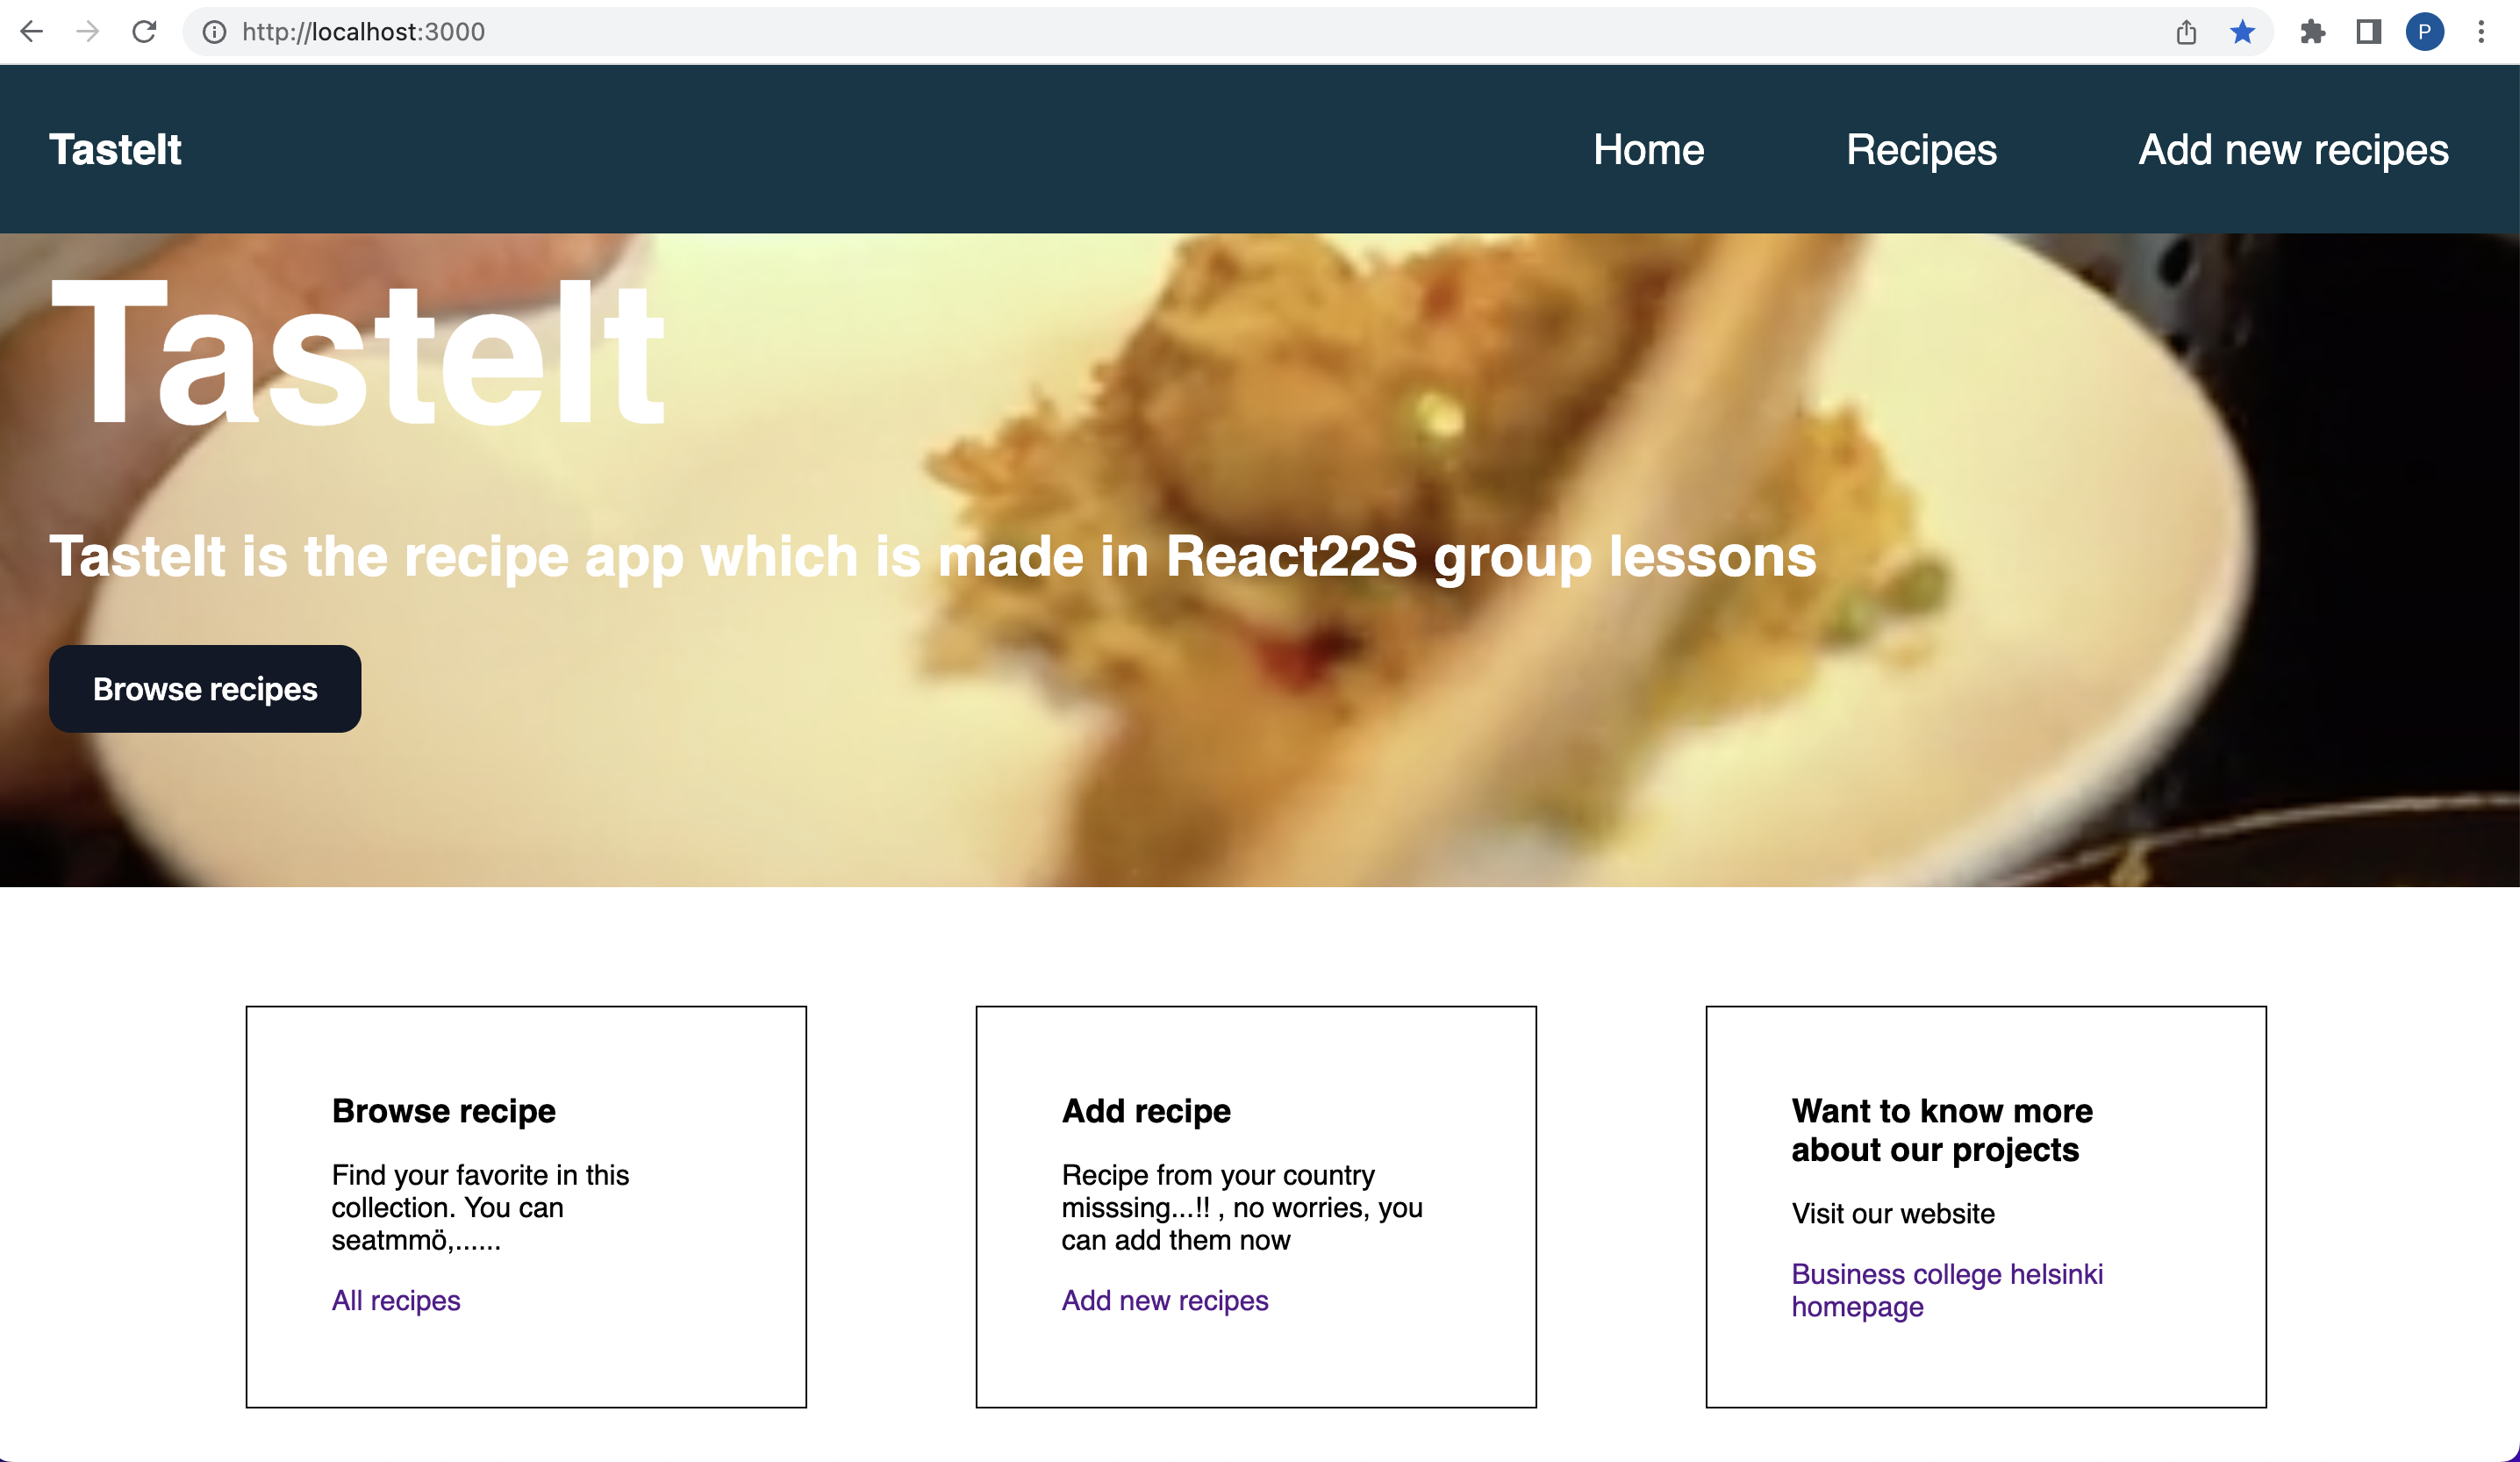 http://localhost:3000
P
TasteIt
Home
Recipes
Add new recipes
TasteIt
TasteIt is the recipe app which is made in React22S group lessons
Browse recipes
Browse recipe
Find your favorite in this
collection. You can
seatmmö,......
All recipes
Add recipe
Recipe from your country
misssing...!! , no worries, you
can add them now
Add new recipes
Want to know more
about our projects
Visit our website
Business college helsinki
homepage